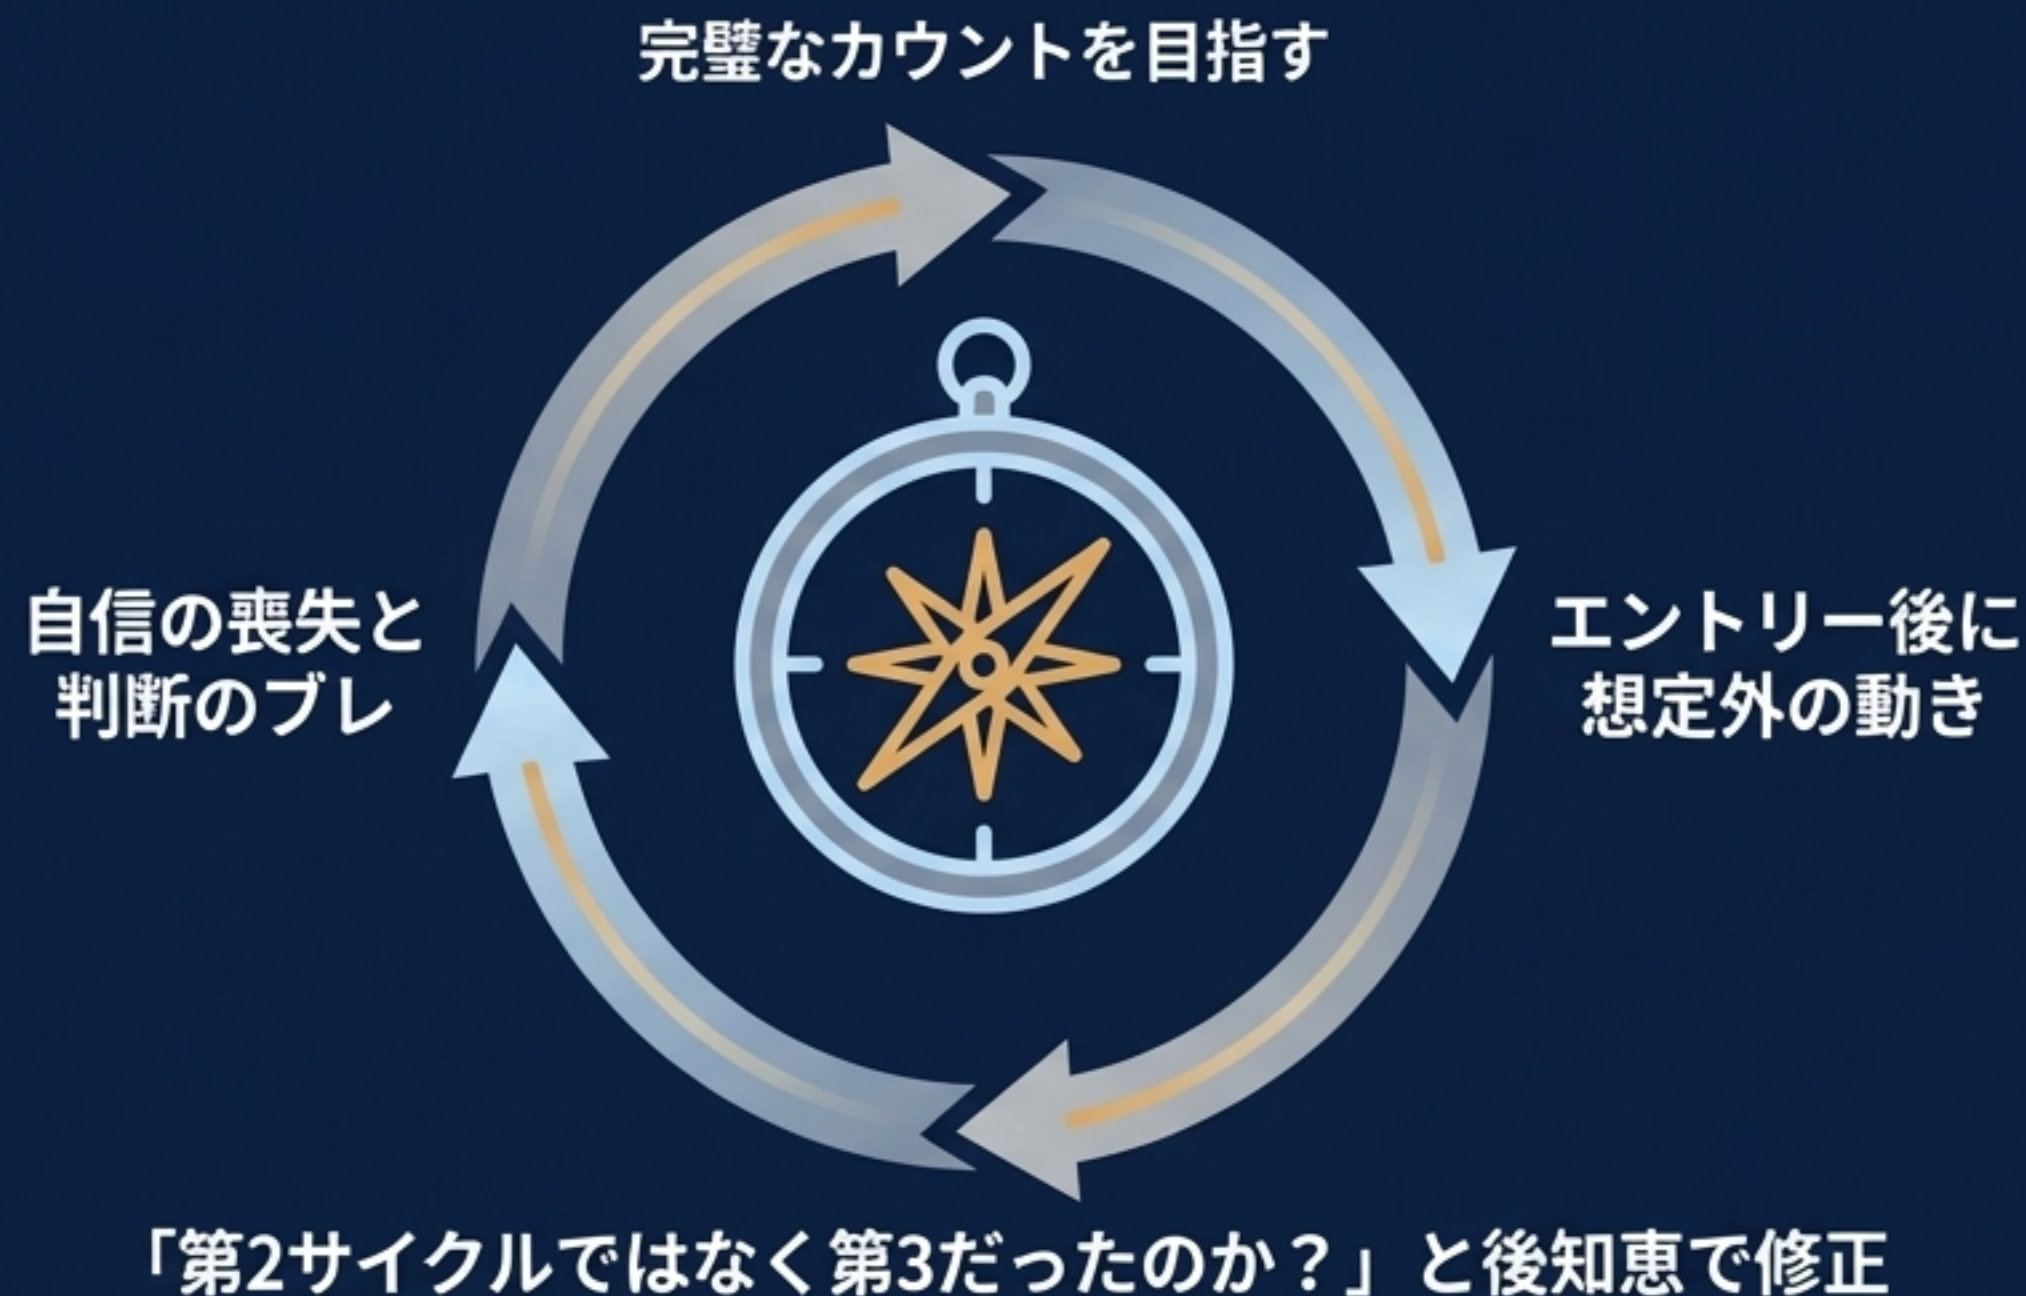 完璧なカウントを目指す
エントリー後に
想定外の動き
「第2サイクルではなく第3だったのか？」と後知恵で修正
自信の喪失と
判断のブレ